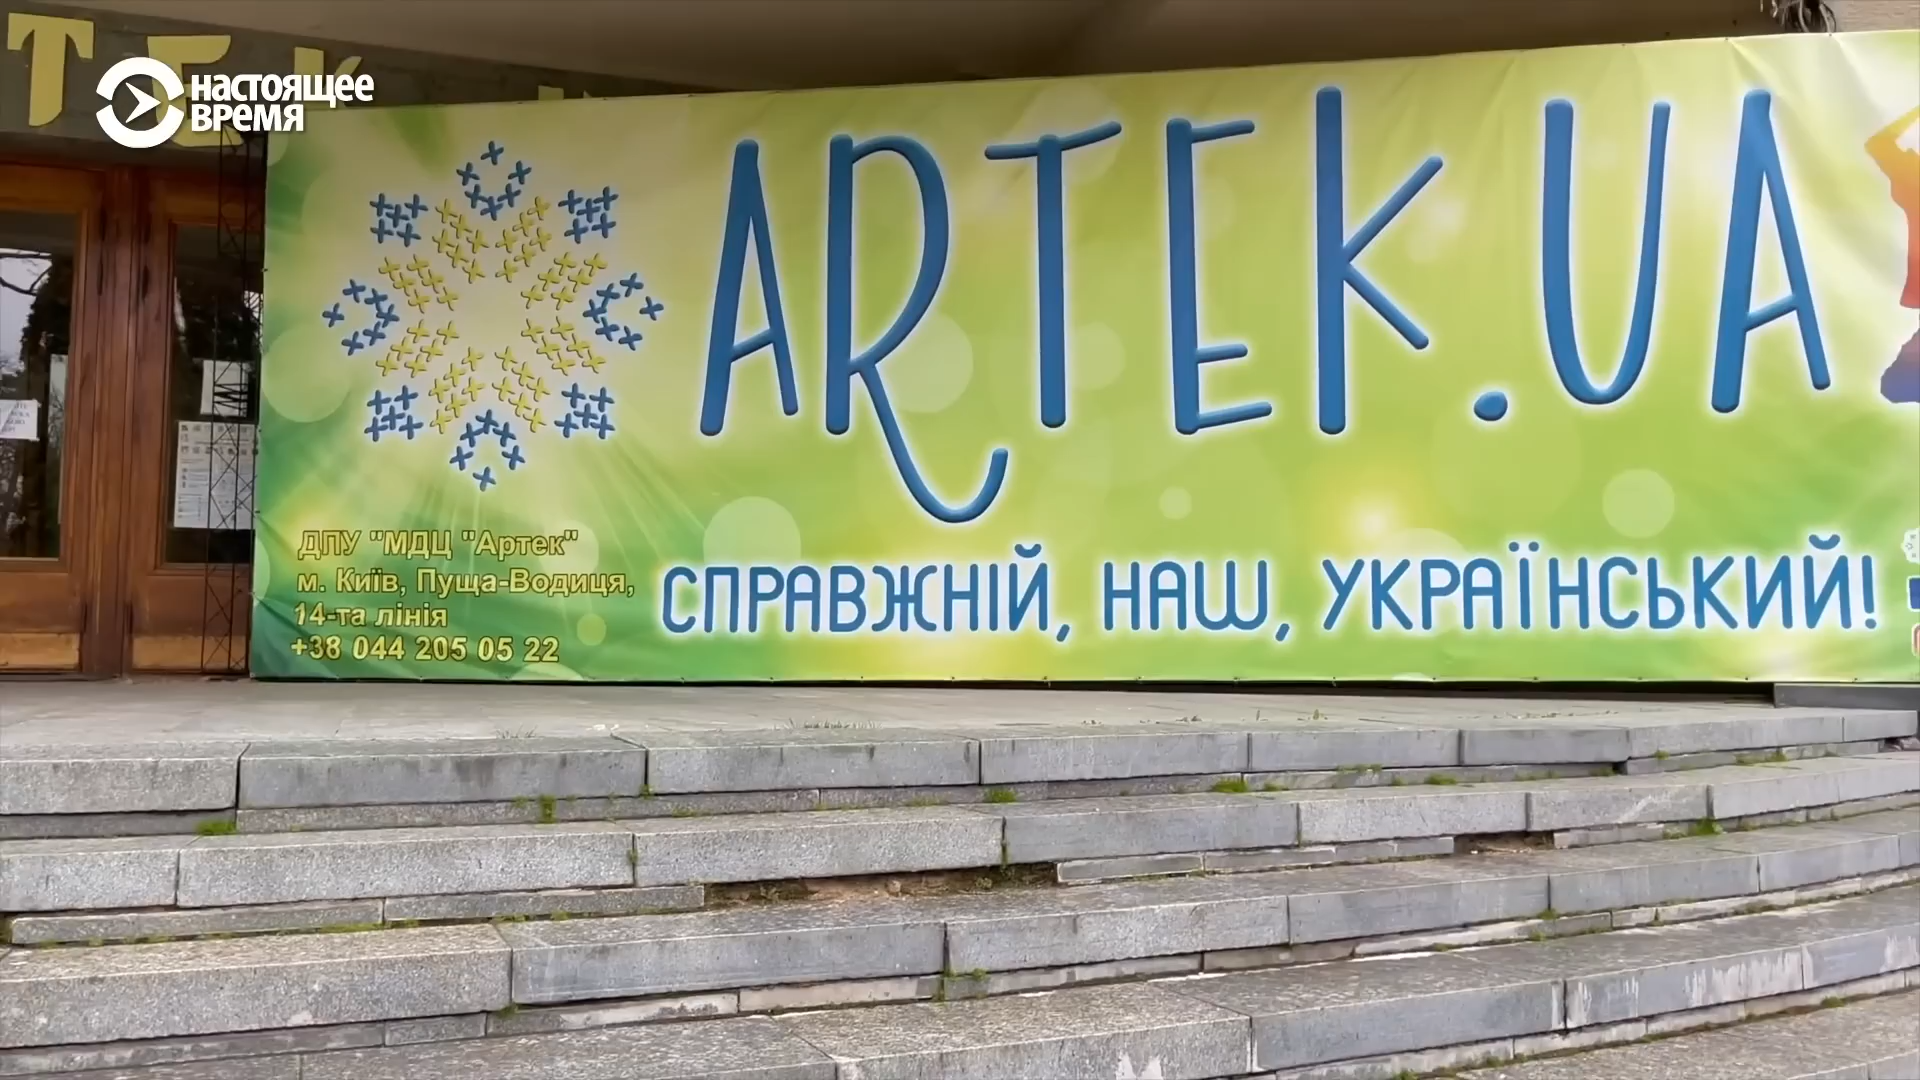 ТЕК
НАСТОЯЩЕЕ
ВРЕМЯ
ARTEK.UA
ДПУ "МДЦ "Артек"
м. Київ, Пуща-Водиця,
14-та лінія
+38 044 205 05 22
СПРАВЖНІЙ, НАШ, УКРАЇНСЬКИЙ!